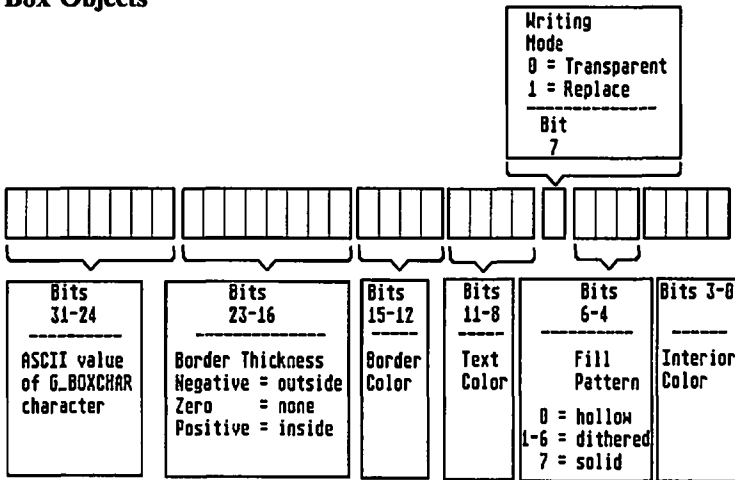 Box Objects
Writing
Mode
0 = Transparent
1 = Replace
Bit
7
Bits
31-24
ASCII value
of G_BOXCHAR
character
Bits
23-16
Border Thickness
Negative = outside
Zero = none
Positive = inside
Bits
15-12
Border
Color
Bits
11-8
Text
Color
Bits
6-4
Fill
Pattern
0 = hollow
1-6 = dithered
7 = solid
Bits 3-0
Interior
Color